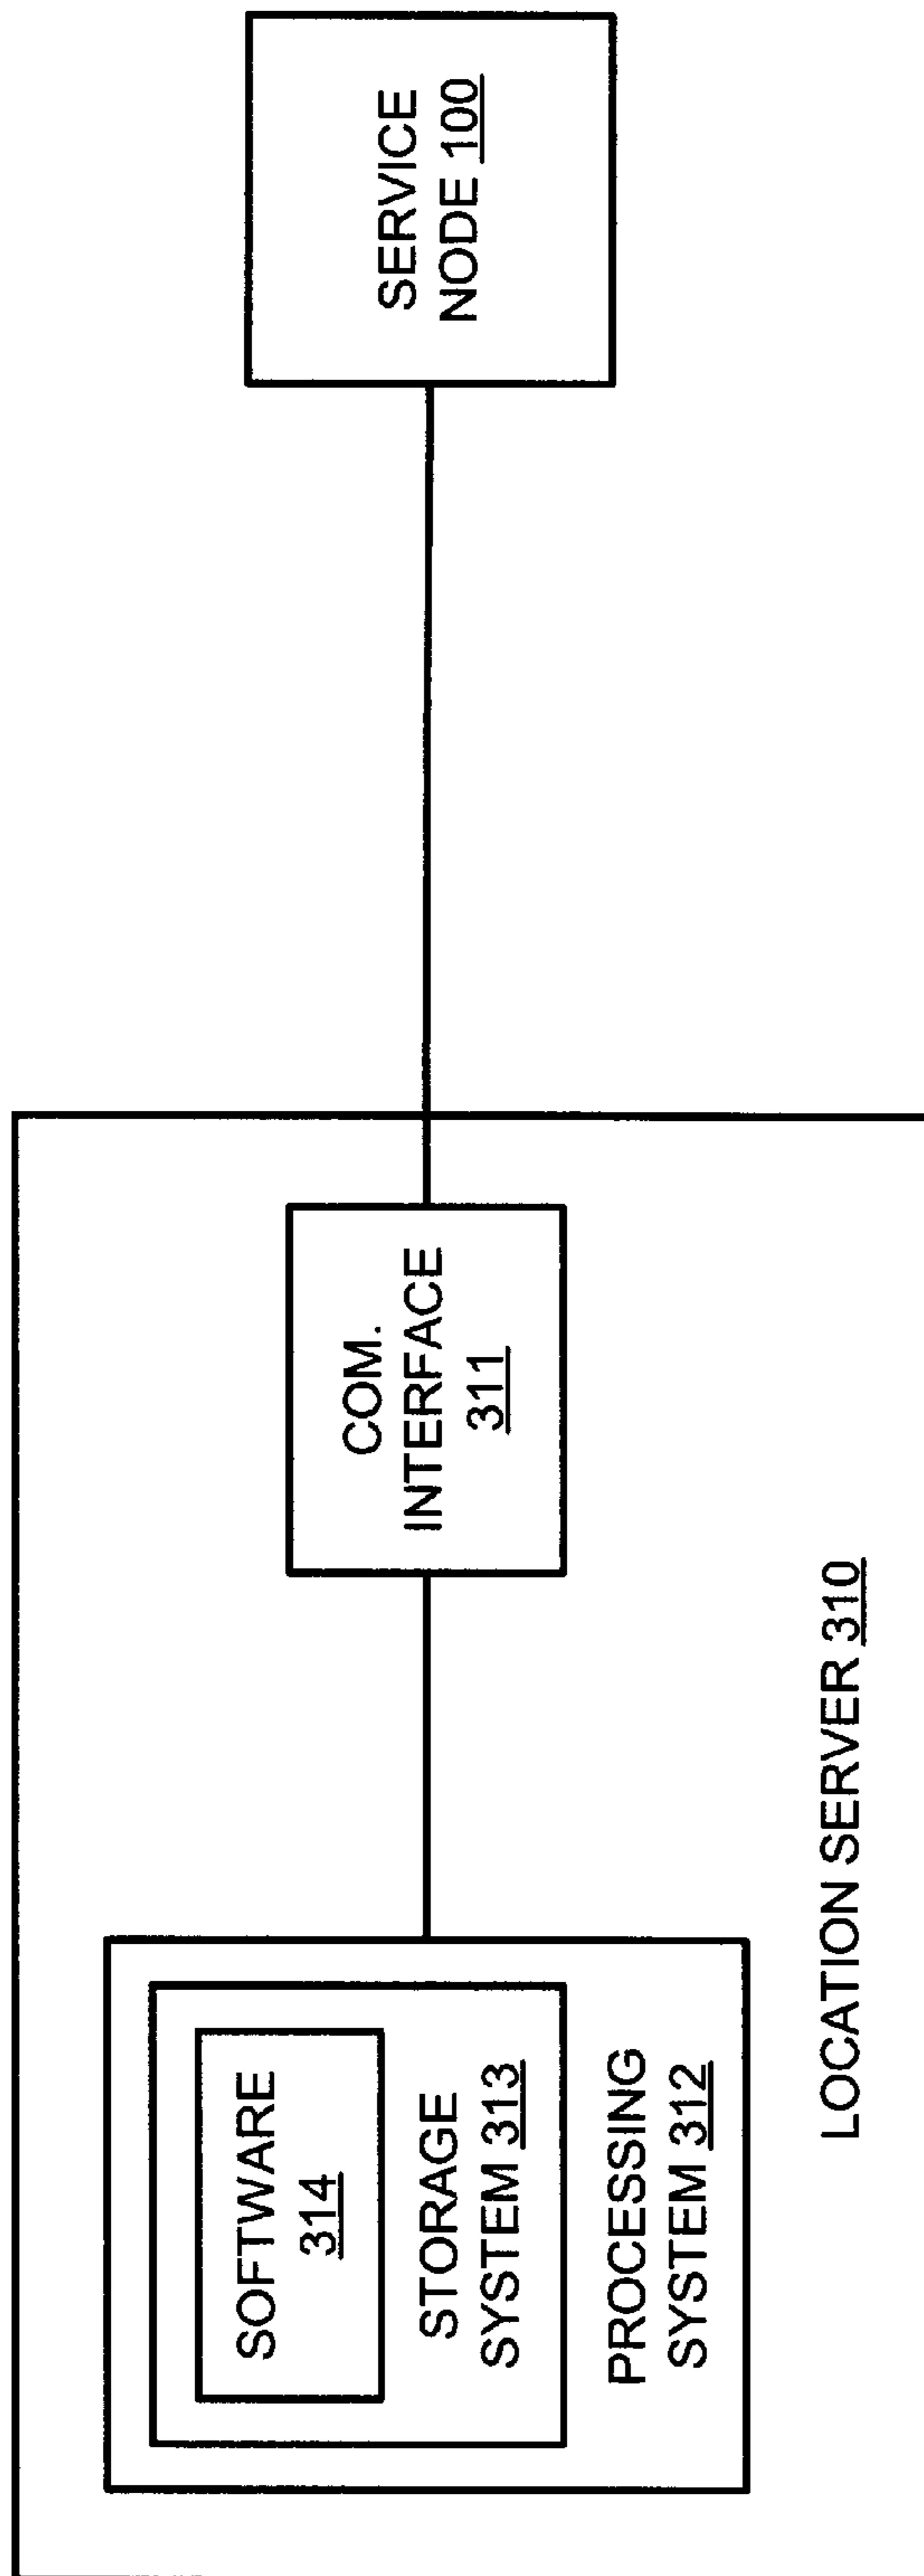 SOFTWARE
314
STORAGE
SYSTEM 313
PROCESSING
SYSTEM 312
COM.
INTERFACE
311
LOCATION SERVER 310
SERVICE
NODE 100